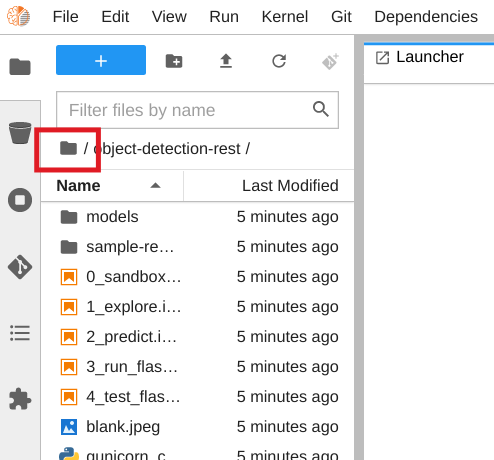 File Edit View Run Kernel Git Dependencies
+
Launcher
Filter files by name
/ object-detection-rest /
Name Last Modified
models 5 minutes ago
sample-re... 5 minutes ago
0_sandbox... 5 minutes ago
1_explore.i... 5 minutes ago
2_predict.i... 5 minutes ago
3_run_flas... 5 minutes ago
4_test_flas... 5 minutes ago
blank.jpeg 5 minutes ago
gunicorn_c... 5 minutes ago